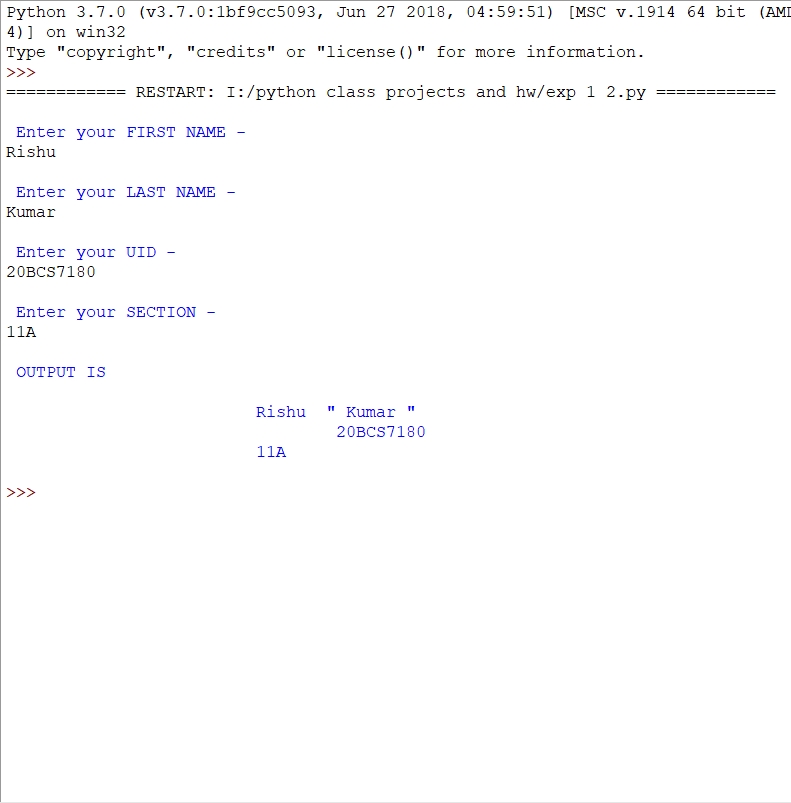 Python 3.7.0 (v3.7.0:1bf9cc5093, Jun 27 2018, 04:59:51) [MSC v.1914 64 bit (AMD
4)] on win32
Type "copyright", "credits" or "license()" for more information.
>>>
============ RESTART: I:/python class projects and hw/exp 1 2.py ============
Enter your FIRST NAME -
Rishu
Enter your LAST NAME -
Kumar
Enter your UID -
20BCS7180
Enter your SECTION -
11A
OUTPUT IS
Rishu " Kumar "
20BCS7180
11A
>>>